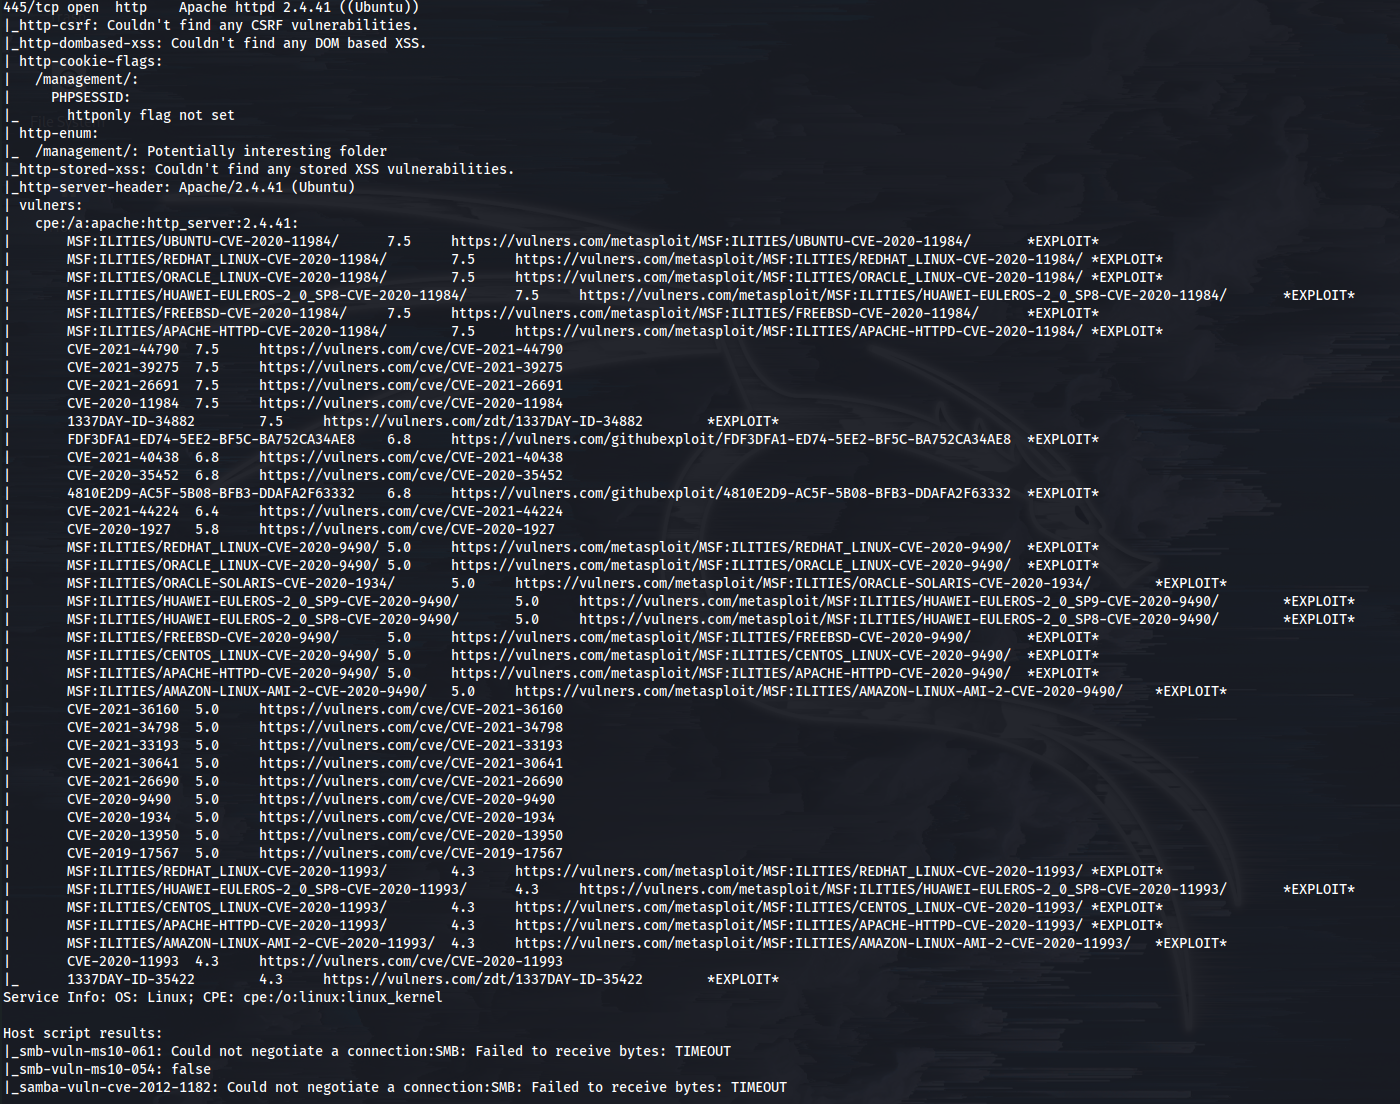 445/tcp open  http    Apache httpd 2.4.41 ((Ubuntu))
|_http-csrf: Couldn't find any CSRF vulnerabilities.
|_http-dombased-xss: Couldn't find any DOM based XSS.
| http-cookie-flags:
|   /management/:
|     PHPSESSID:
|_      httponly flag not set
| http-enum:
|_  /management/: Potentially interesting folder
|_http-stored-xss: Couldn't find any stored XSS vulnerabilities.
|_http-server-header: Apache/2.4.41 (Ubuntu)
| vulners:
|   cpe:/a:apache:http_server:2.4.41:
|       MSF:ILITIES/UBUNTU-CVE-2020-11984/      7.5     https://vulners.com/metasploit/MSF:ILITIES/UBUNTU-CVE-2020-11984/       *EXPLOIT*
|       MSF:ILITIES/REDHAT_LINUX-CVE-2020-11984/        7.5     https://vulners.com/metasploit/MSF:ILITIES/REDHAT_LINUX-CVE-2020-11984/ *EXPLOIT*
|       MSF:ILITIES/ORACLE_LINUX-CVE-2020-11984/        7.5     https://vulners.com/metasploit/MSF:ILITIES/ORACLE_LINUX-CVE-2020-11984/ *EXPLOIT*
|       MSF:ILITIES/HUAWEI-EULEROS-2_0_SP8-CVE-2020-11984/      7.5     https://vulners.com/metasploit/MSF:ILITIES/HUAWEI-EULEROS-2_0_SP8-CVE-2020-11984/       *EXPLOIT*
|       MSF:ILITIES/FREEBSD-CVE-2020-11984/     7.5     https://vulners.com/metasploit/MSF:ILITIES/FREEBSD-CVE-2020-11984/      *EXPLOIT*
|       MSF:ILITIES/APACHE-HTTPD-CVE-2020-11984/        7.5     https://vulners.com/metasploit/MSF:ILITIES/APACHE-HTTPD-CVE-2020-11984/ *EXPLOIT*
|       CVE-2021-44790  7.5     https://vulners.com/cve/CVE-2021-44790
|       CVE-2021-39275  7.5     https://vulners.com/cve/CVE-2021-39275
|       CVE-2021-26691  7.5     https://vulners.com/cve/CVE-2021-26691
|       CVE-2020-11984  7.5     https://vulners.com/cve/CVE-2020-11984
|       1337DAY-ID-34882        7.5     https://vulners.com/zdt/1337DAY-ID-34882        *EXPLOIT*
|       FDF3DFA1-ED74-5EE2-BF5C-BA752CA34AE8    6.8     https://vulners.com/githubexploit/FDF3DFA1-ED74-5EE2-BF5C-BA752CA34AE8  *EXPLOIT*
|       CVE-2021-40438  6.8     https://vulners.com/cve/CVE-2021-40438
|       CVE-2020-35452  6.8     https://vulners.com/cve/CVE-2020-35452
|       4810E2D9-AC5F-5B08-BFB3-DDAFA2F63332    6.8     https://vulners.com/githubexploit/4810E2D9-AC5F-5B08-BFB3-DDAFA2F63332  *EXPLOIT*
|       CVE-2021-44224  6.4     https://vulners.com/cve/CVE-2021-44224
|       CVE-2020-1927   5.8     https://vulners.com/cve/CVE-2020-1927
|       MSF:ILITIES/REDHAT_LINUX-CVE-2020-9490/ 5.0     https://vulners.com/metasploit/MSF:ILITIES/REDHAT_LINUX-CVE-2020-9490/  *EXPLOIT*
|       MSF:ILITIES/ORACLE_LINUX-CVE-2020-9490/ 5.0     https://vulners.com/metasploit/MSF:ILITIES/ORACLE_LINUX-CVE-2020-9490/  *EXPLOIT*
|       MSF:ILITIES/ORACLE-SOLARIS-CVE-2020-1934/       5.0     https://vulners.com/metasploit/MSF:ILITIES/ORACLE-SOLARIS-CVE-2020-1934/        *EXPLOIT*
|       MSF:ILITIES/HUAWEI-EULEROS-2_0_SP9-CVE-2020-9490/       5.0     https://vulners.com/metasploit/MSF:ILITIES/HUAWEI-EULEROS-2_0_SP9-CVE-2020-9490/        *EXPLOIT*
|       MSF:ILITIES/HUAWEI-EULEROS-2_0_SP8-CVE-2020-9490/       5.0     https://vulners.com/metasploit/MSF:ILITIES/HUAWEI-EULEROS-2_0_SP8-CVE-2020-9490/        *EXPLOIT*
|       MSF:ILITIES/FREEBSD-CVE-2020-9490/      5.0     https://vulners.com/metasploit/MSF:ILITIES/FREEBSD-CVE-2020-9490/       *EXPLOIT*
|       MSF:ILITIES/CENTOS_LINUX-CVE-2020-9490/ 5.0     https://vulners.com/metasploit/MSF:ILITIES/CENTOS_LINUX-CVE-2020-9490/  *EXPLOIT*
|       MSF:ILITIES/APACHE-HTTPD-CVE-2020-9490/ 5.0     https://vulners.com/metasploit/MSF:ILITIES/APACHE-HTTPD-CVE-2020-9490/  *EXPLOIT*
|       MSF:ILITIES/AMAZON-LINUX-AMI-2-CVE-2020-9490/   5.0     https://vulners.com/metasploit/MSF:ILITIES/AMAZON-LINUX-AMI-2-CVE-2020-9490/    *EXPLOIT*
|       CVE-2021-36160  5.0     https://vulners.com/cve/CVE-2021-36160
|       CVE-2021-34798  5.0     https://vulners.com/cve/CVE-2021-34798
|       CVE-2021-33193  5.0     https://vulners.com/cve/CVE-2021-33193
|       CVE-2021-30641  5.0     https://vulners.com/cve/CVE-2021-30641
|       CVE-2021-26690  5.0     https://vulners.com/cve/CVE-2021-26690
|       CVE-2020-9490   5.0     https://vulners.com/cve/CVE-2020-9490
|       CVE-2020-1934   5.0     https://vulners.com/cve/CVE-2020-1934
|       CVE-2020-13950  5.0     https://vulners.com/cve/CVE-2020-13950
|       CVE-2019-17567  5.0     https://vulners.com/cve/CVE-2019-17567
|       MSF:ILITIES/REDHAT_LINUX-CVE-2020-11993/        4.3     https://vulners.com/metasploit/MSF:ILITIES/REDHAT_LINUX-CVE-2020-11993/ *EXPLOIT*
|       MSF:ILITIES/HUAWEI-EULEROS-2_0_SP8-CVE-2020-11993/      4.3     https://vulners.com/metasploit/MSF:ILITIES/HUAWEI-EULEROS-2_0_SP8-CVE-2020-11993/       *EXPLOIT*
|       MSF:ILITIES/CENTOS_LINUX-CVE-2020-11993/        4.3     https://vulners.com/metasploit/MSF:ILITIES/CENTOS_LINUX-CVE-2020-11993/ *EXPLOIT*
|       MSF:ILITIES/APACHE-HTTPD-CVE-2020-11993/        4.3     https://vulners.com/metasploit/MSF:ILITIES/APACHE-HTTPD-CVE-2020-11993/ *EXPLOIT*
|       MSF:ILITIES/AMAZON-LINUX-AMI-2-CVE-2020-11993/  4.3     https://vulners.com/metasploit/MSF:ILITIES/AMAZON-LINUX-AMI-2-CVE-2020-11993/   *EXPLOIT*
|       CVE-2020-11993  4.3     https://vulners.com/cve/CVE-2020-11993
|_      1337DAY-ID-35422        4.3     https://vulners.com/zdt/1337DAY-ID-35422        *EXPLOIT*
Service Info: OS: Linux; CPE: cpe:/o:linux:linux_kernel

Host script results:
|_smb-vuln-ms10-061: Could not negotiate a connection:SMB: Failed to receive bytes: TIMEOUT
|_smb-vuln-ms10-054: false
|_samba-vuln-cve-2012-1182: Could not negotiate a connection:SMB: Failed to receive bytes: TIMEOUT